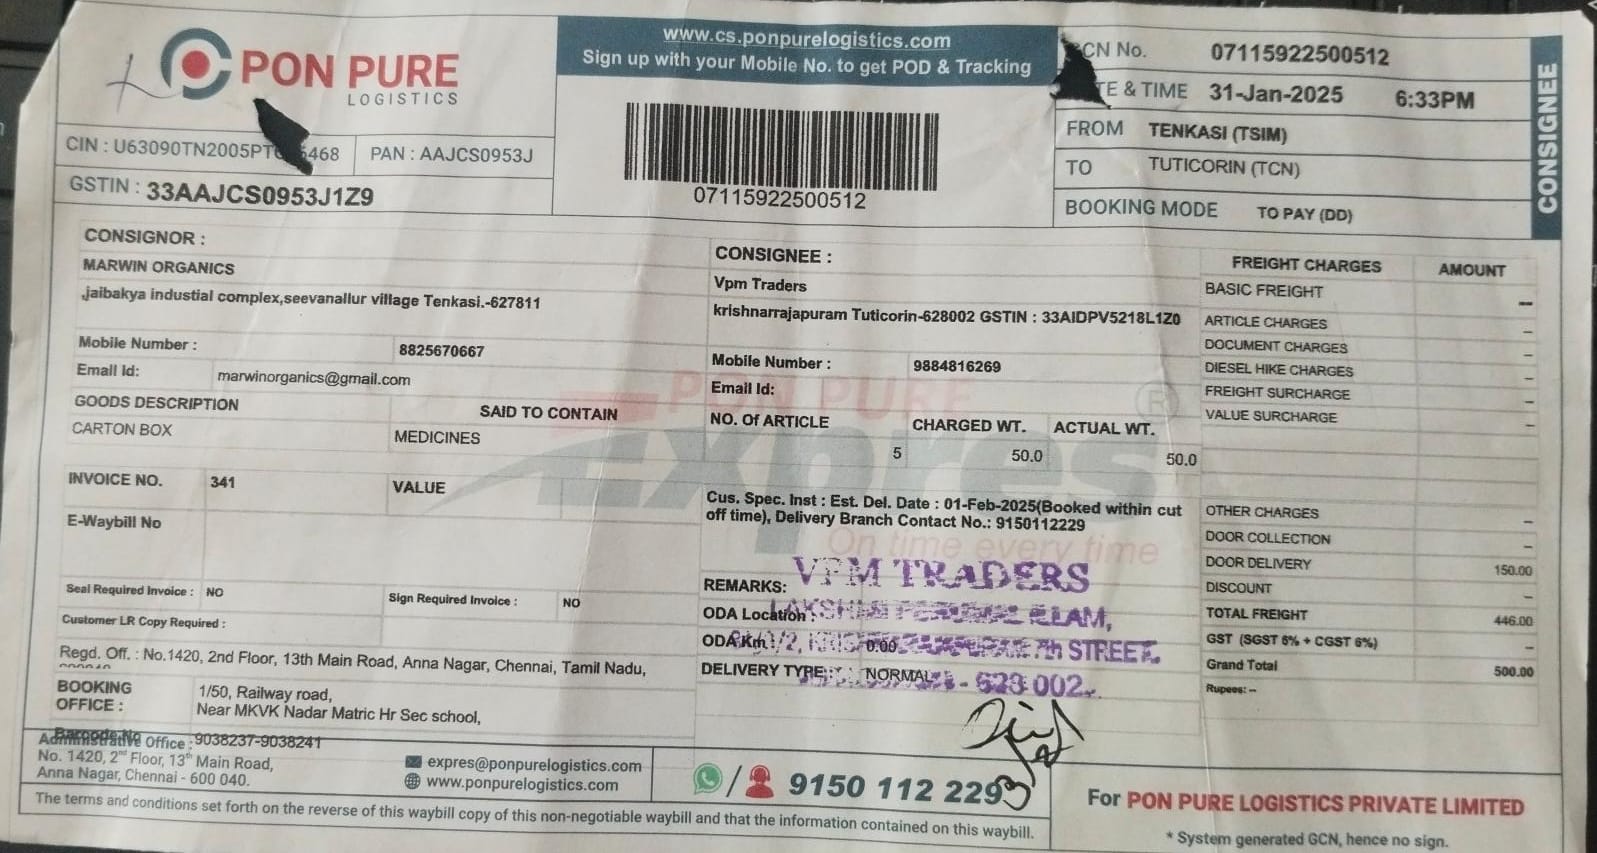 PON PURE
LOGISTICS
www.cs.ponpurelogistics.com
Sign up with your Mobile No. to get POD & Tracking
07115922500512
CN No. 07115922500512
TE & TIME 31-Jan-2025 6:33PM
FROM TENKASI (TSIM)
TO TUTICORIN (TCN)
BOOKING MODE TO PAY (DD)
CONSIGNEE
CIN : U63090TN2005PT 468 PAN : AAJCS0953J
GSTIN : 33AAJCS0953J1Z9
CONSIGNOR :
MARWIN ORGANICS
,jaibakya industial complex,seevanallur village Tenkasi.-627811
Mobile Number : 8825670667
Email Id: marwinorganics@gmail.com
GOODS DESCRIPTION SAID TO CONTAIN
CARTON BOX MEDICINES
INVOICE NO. 341 VALUE
E-Waybill No
Seal Required Invoice : NO Sign Required Invoice : NO
Customer LR Copy Required :
Regd. Off. : No.1420, 2nd Floor, 13th Main Road, Anna Nagar, Chennai, Tamil Nadu,
BOOKING OFFICE : 1/50, Railway road,
Near MKVK Nadar Matric Hr Sec school,
CONSIGNEE :
Vpm Traders
krishnarrajapuram Tuticorin-628002 GSTIN : 33AIDPV5218L1Z0
Mobile Number : 9884816269
Email Id:
NO. Of ARTICLE CHARGED WT. ACTUAL WT.
5 50.0 50.0
PON PURE
Expres
®
On time every time
Cus. Spec. Inst : Est. Del. Date : 01-Feb-2025(Booked within cut
off time), Delivery Branch Contact No.: 9150112229
REMARKS:
ODA Location :
ODA Km : 0.00
DELIVERY TYPE : NORMAL
VPM TRADERS
ILLAM,
7th STREET,
002.
FREIGHT CHARGES AMOUNT
BASIC FREIGHT –
ARTICLE CHARGES –
DOCUMENT CHARGES –
DIESEL HIKE CHARGES –
FREIGHT SURCHARGE –
VALUE SURCHARGE –
OTHER CHARGES –
DOOR COLLECTION –
DOOR DELIVERY 150.00
DISCOUNT –
TOTAL FREIGHT 446.00
GST (SGST 6% + CGST 6%) –
Grand Total 500.00
Rupees: –
Barcode No 9038237-9038241
Administrative Office :
No. 1420, 2nd Floor, 13th Main Road,
Anna Nagar, Chennai - 600 040.
expres@ponpurelogistics.com
www.ponpurelogistics.com
/ 9150 112 229
The terms and conditions set forth on the reverse of this waybill copy of this non-negotiable waybill and that the information contained on this waybill.
For PON PURE LOGISTICS PRIVATE LIMITED
* System generated GCN, hence no sign.